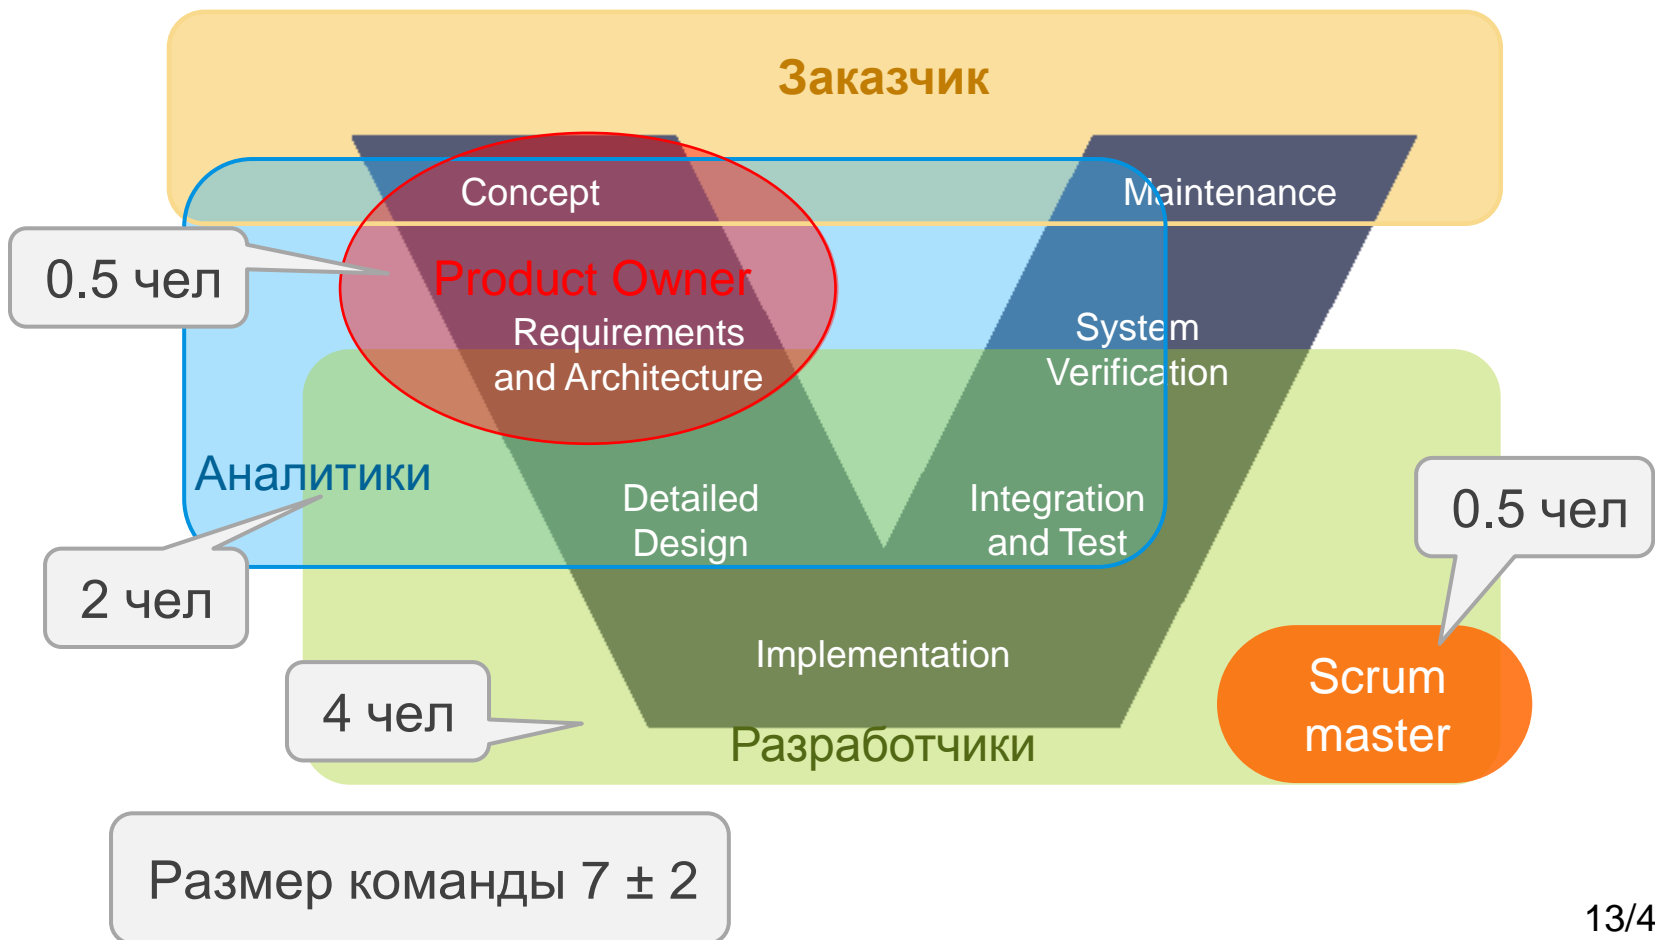 Заказчик
Concept
Maintenance
0.5 чел
Product Owner
Requirements
and Architecture
System
Verification
Аналитики
Detailed
Design
Integration
and Test
0.5 чел
2 чел
Implementation
4 чел
Scrum
master
Разработчики
Размер команды 7 ± 2
13/4